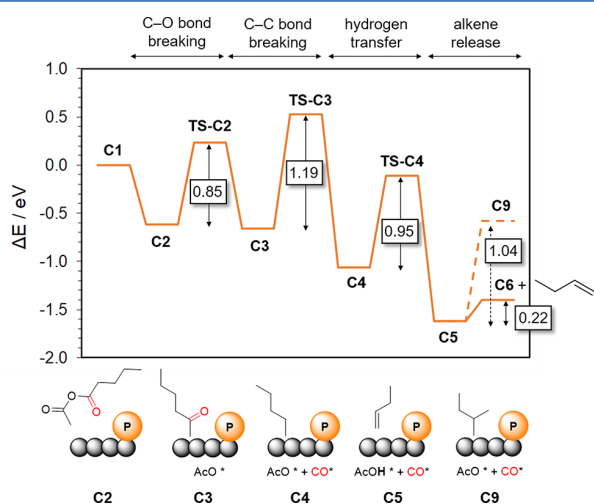 C–O bond breaking
C–C bond breaking
hydrogen transfer
alkene release
ΔE / eV
1.0
0.5
0.0
-0.5
-1.0
-1.5
-2.0
C1
C2
TS-C2
0.85
C3
TS-C3
1.19
C4
TS-C4
0.95
C5
C9
1.04
C6 +
0.22
O
O
O
P
C2
O
P
AcO *
C3
P
AcO * + CO*
C4
P
AcOH * + CO*
C5
P
AcO * + CO*
C9